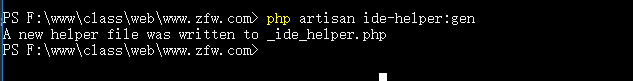 PS F:\www\class\web\www.zfw.com> php artisan ide-helper:gen
A new helper file was written to _ide_helper.php
PS F:\www\class\web\www.zfw.com>